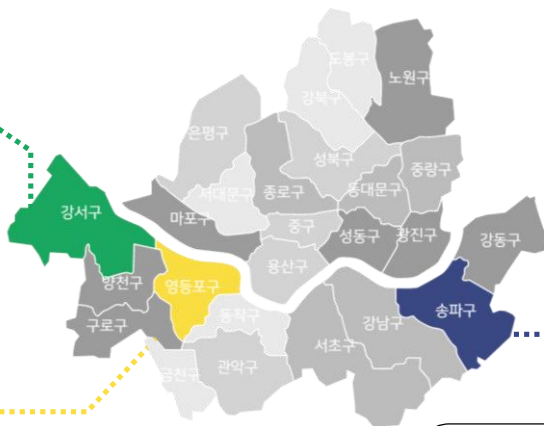 도봉구
노원구
강북구
은평구
성북구
중랑구
서대문구
종로구
동대문구
강서구
마포구
중구
성동구
광진구
강동구
용산구
양천구
영등포구
송파구
구로구
동작구
강남구
서초구
금천구
관악구